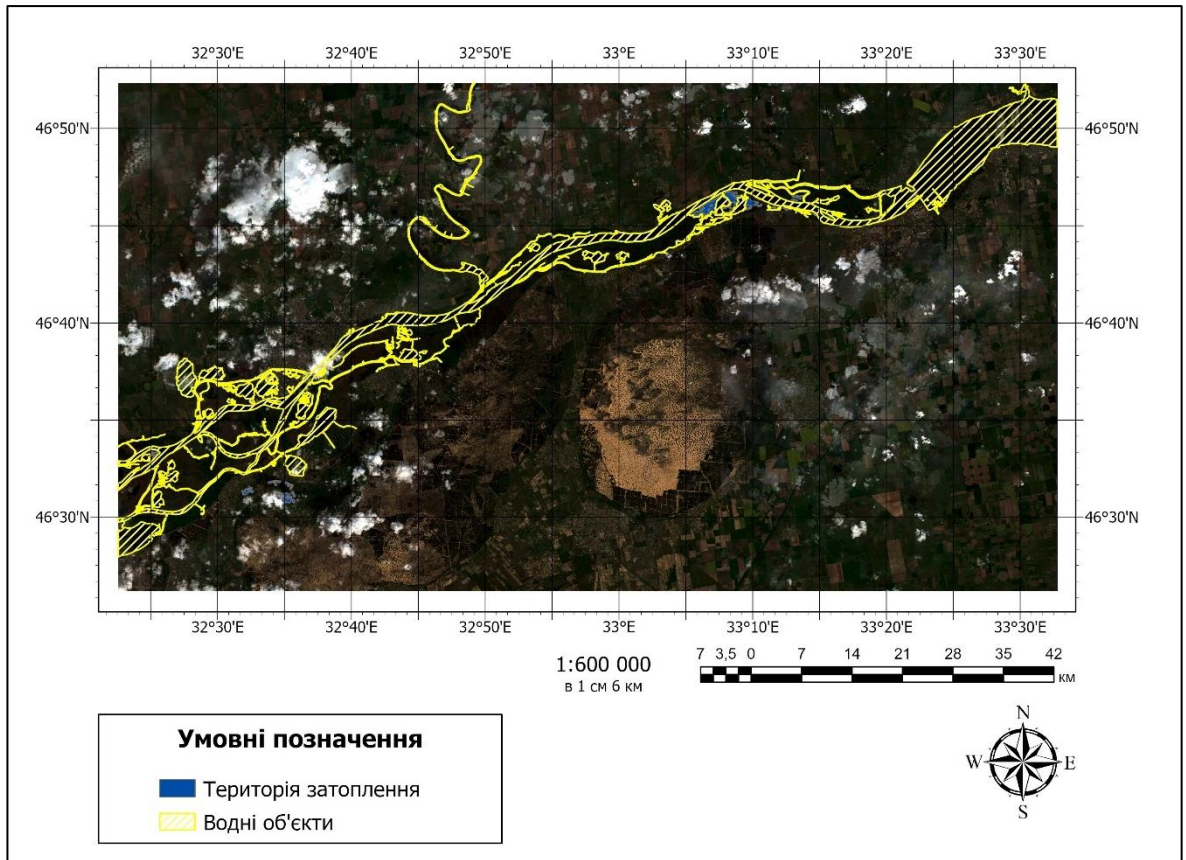 32°30'E 32°40'E 32°50'E 33°E 33°10'E 33°20'E 33°30'E
46°50'N 46°50'N
46°40'N 46°40'N
46°30'N 46°30'N
32°30'E 32°40'E 32°50'E 33°E 33°10'E 33°20'E 33°30'E
1:600 000
в 1 см 6 км
7 3,5 0 7 14 21 28 35 42
км
Умовні позначення
Територія затоплення
Водні об'єкти
N
W E
S